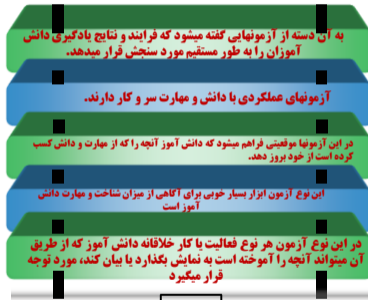 به آن دسته از آزمونهایی گفته میشود که فرایند و نتایج یادگیری دانش
آموزان را به طور مستقیم مورد سنجش قرار میدهد.
آزمونهای عملکردی با دانش و مهارت سر و کار دارند.
در این آزمونها موقعیتی فراهم میشود که دانش آموز آنچه را که از مهارت و دانش کسب
کرده است از خود بروز دهد.
این نوع آزمون ابزار بسیار خوبی برای آگاهی از میزان شناخت و مهارت دانش
آموز است
در این نوع آزمون هر نوع فعالیت یا کار خلاقانه دانش آموز که از طریق
آن میتواند آنچه را آموخته است به نمایش بگذارد یا بیان کند، مورد توجه
قرار میگیرد